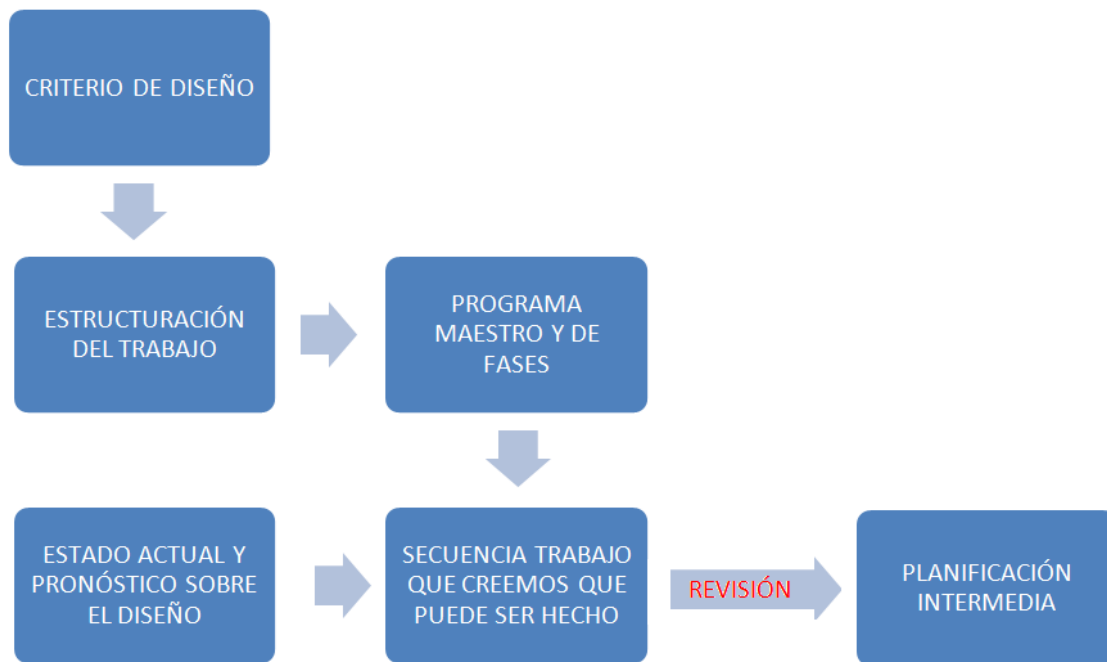 CRITERIO DE DISEÑO
ESTRUCTURACIÓN
DEL TRABAJO
PROGRAMA
MAESTRO Y DE
FASES
ESTADO ACTUAL Y
PRONÓSTICO SOBRE
EL DISEÑO
SECUENCIA TRABAJO
QUE CREEMOS QUE
PUEDE SER HECHO
REVISIÓN
PLANIFICACIÓN
INTERMEDIA